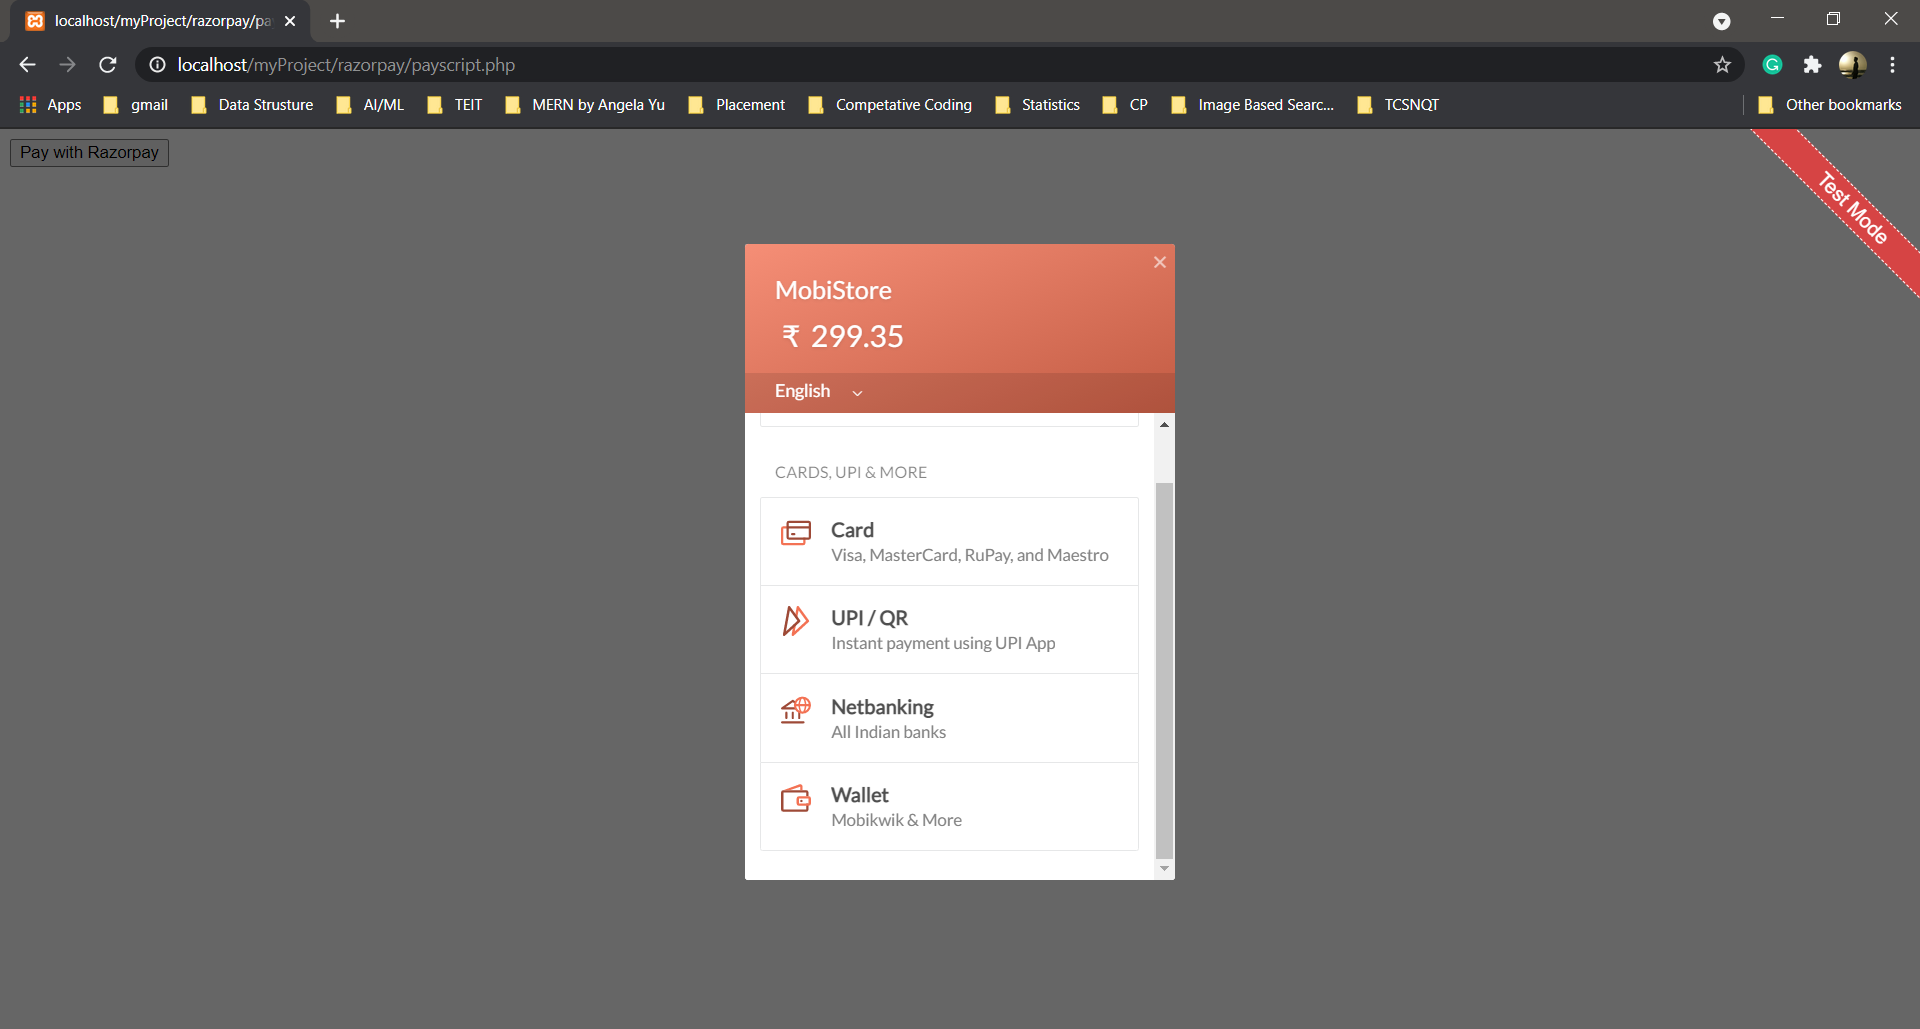 localhost/myProject/razorpay/pa
localhost/myProject/razorpay/payscript.php
Apps gmail Data Strusture AI/ML TEIT MERN by Angela Yu Placement Competative Coding Statistics CP Image Based Searc... TCSNQT Other bookmarks
Pay with Razorpay
Test Mode
MobiStore
₹ 299.35
English
CARDS, UPI & MORE
Card
Visa, MasterCard, RuPay, and Maestro
UPI / QR
Instant payment using UPI App
Netbanking
All Indian banks
Wallet
Mobikwik & More